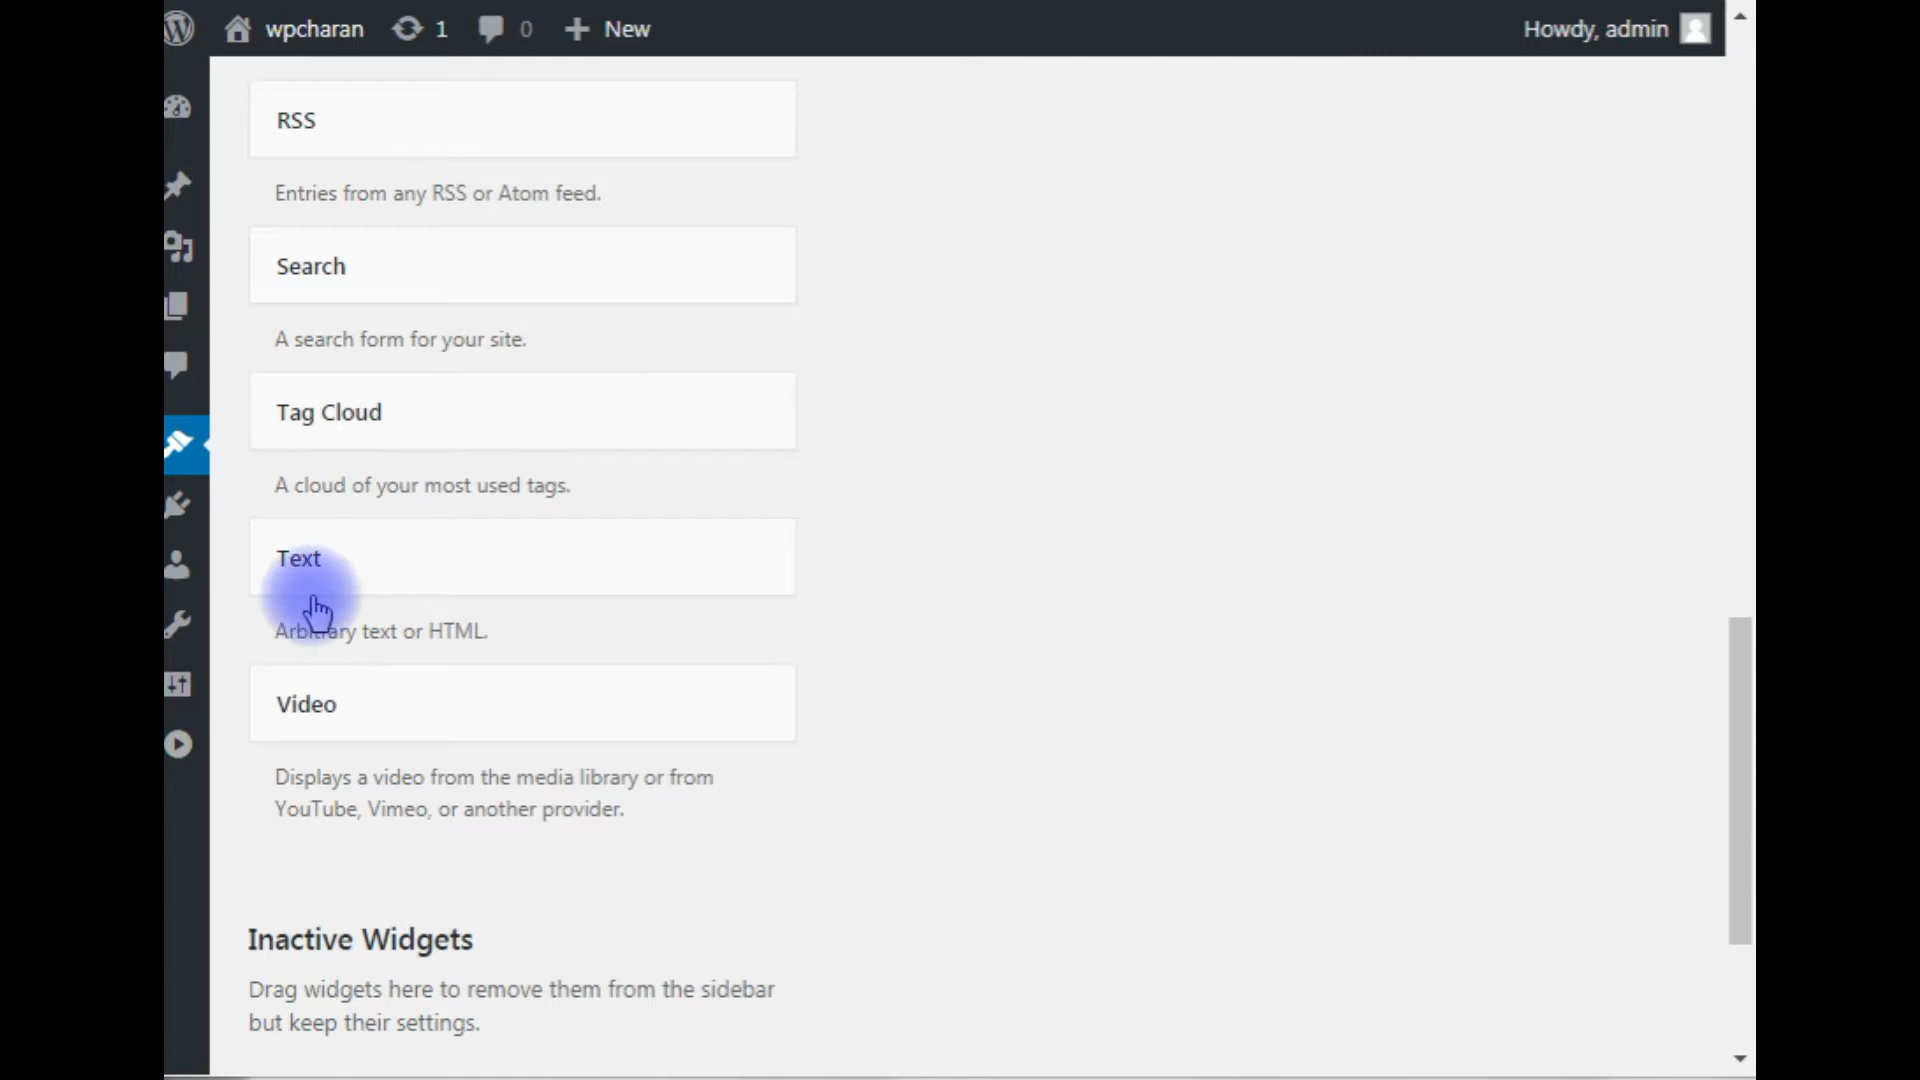 wpcharan 1 0 New Howdy, admin
RSS
Entries from any RSS or Atom feed.
Search
A search form for your site.
Tag Cloud
A cloud of your most used tags.
Text
Arbitrary text or HTML.
Video
Displays a video from the media library or from
YouTube, Vimeo, or another provider.
Inactive Widgets
Drag widgets here to remove them from the sidebar
but keep their settings.